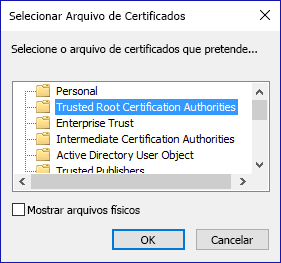 Selecionar Arquivo de Certificados
Selecione o arquivo de certificados que pretende...
Personal
Trusted Root Certification Authorities
Enterprise Trust
Intermediate Certification Authorities
Active Directory User Object
Trusted Publishers
Mostrar arquivos físicos
OK
Cancelar